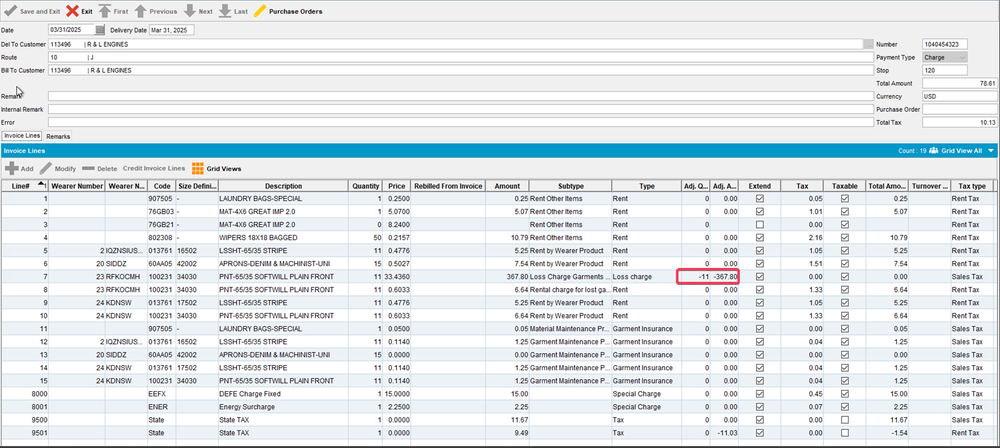 Save and Exit Exit First Previous Next Last Purchase Orders
Date 03/31/2025 Delivery Date Mar 31, 2025
Del To Customer 113496 | R & L ENGINES ... Number 1040454323
Route 10 | J Payment Type Charge
Bill To Customer 113496 | R & L ENGINES Stop 120
Total Amount 78.61
Remark Currency USD
Internal Remark Purchase Order
Error Total Tax 10.13
Invoice Lines Remarks
Invoice Lines Count : 19 Grid View All
Add Modify Delete Credit Invoice Lines Grid Views
Line# 1 Wearer Number Wearer N... Code Size Defini... Description Quantity Price Rebilled From Invoice Amount Subtype Type Adj. Q... Adj. A... Extend Tax Taxable Total Amo... Turnover ... Tax type
1 907505 - LAUNDRY BAGS-SPECIAL 1 0.2500 0.25 Rent Other Items Rent 0 0.00 0.05 0.25 Rent Tax
2 76GB03 - MAT-4X6 GREAT IMP 2.0 1 5.0700 5.07 Rent Other Items Rent 0 0.00 1.01 5.07 Rent Tax
3 76GB21 - MAT-4X6 GREAT IMP 2.0 0 8.2400 Rent Other Items Rent 0 0.00 Rent Tax
4 802308 - WIPERS 18X18 BAGGED 50 0.2157 10.79 Rent Other Items Rent 0 0.00 2.16 10.79 Rent Tax
5 2 IQZNSIUS... 013761 16502 LSSHT-65/35 STRIPE 11 0.4776 5.25 Rent by Wearer Product Rent 0 0.00 1.05 5.25 Rent Tax
6 20 SIDDZ 60AA05 42002 APRONS-DENIM & MACHINIST-UNI 15 0.5027 7.54 Rent by Wearer Product Rent 0 0.00 1.51 7.54 Rent Tax
7 23 RFKOCMH 100231 34030 PNT-65/35 SOFTWILL PLAIN FRONT 11 33.4360 367.80 Loss Charge Garments ... Loss charge -11 -367.80 0.00 0.00 Sales Tax
8 23 RFKOCMH 100231 34030 PNT-65/35 SOFTWILL PLAIN FRONT 11 0.6033 6.64 Rental charge for lost ga... Rent 0 0.00 1.33 6.64 Rent Tax
9 24 KDNSW 013761 17502 LSSHT-65/35 STRIPE 11 0.4776 5.25 Rent by Wearer Product Rent 0 0.00 1.05 5.25 Rent Tax
10 24 KDNSW 100231 34030 PNT-65/35 SOFTWILL PLAIN FRONT 11 0.6033 6.64 Rent by Wearer Product Rent 0 0.00 1.33 6.64 Rent Tax
11 907505 - LAUNDRY BAGS-SPECIAL 1 0.0500 0.05 Material Maintenance Pr... Garment Insurance 0 0.00 0.00 0.05 Sales Tax
12 2 IQZNSIUS... 013761 16502 LSSHT-65/35 STRIPE 11 0.1140 1.25 Garment Maintenance P... Garment Insurance 0 0.00 0.04 1.25 Sales Tax
13 20 SIDDZ 60AA05 42002 APRONS-DENIM & MACHINIST-UNI 15 0.0000 0.00 Garment Maintenance P... Garment Insurance 0 0.00 0.00 0.00 Sales Tax
14 24 KDNSW 013761 17502 LSSHT-65/35 STRIPE 11 0.1140 1.25 Garment Maintenance P... Garment Insurance 0 0.00 0.04 1.25 Sales Tax
15 24 KDNSW 100231 34030 PNT-65/35 SOFTWILL PLAIN FRONT 11 0.1140 1.25 Garment Maintenance P... Garment Insurance 0 0.00 0.04 1.25 Sales Tax
8000 EEFX DEFE Charge Fixed 1 15.0000 15.00 Special Charge 0 0.00 0.45 15.00 Sales Tax
8001 ENER Energy Surcharge 1 2.2500 2.25 Special Charge 0 0.00 0.07 2.25 Sales Tax
9500 State State TAX 1 0.0000 11.67 Tax 0 0.00 0.00 11.67 Sales Tax
9501 State State TAX 1 0.0000 9.49 Tax 0 -11.03 0.00 -1.54 Rent Tax